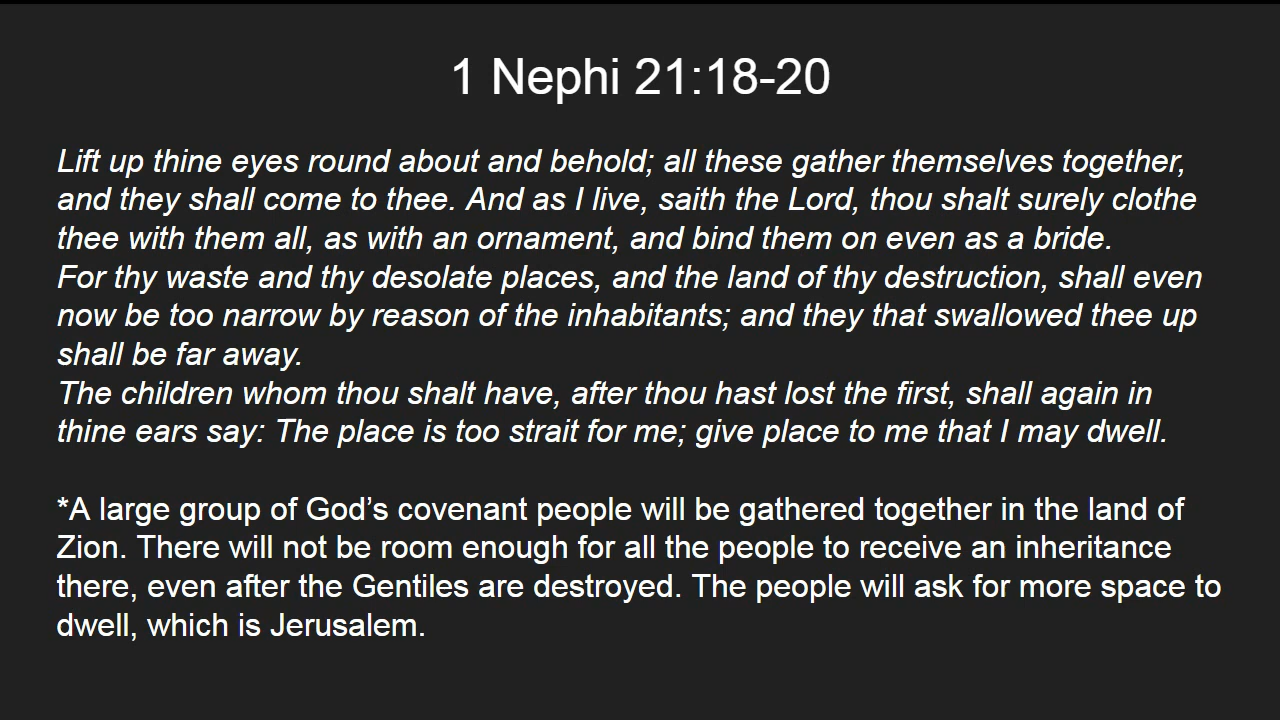 1 Nephi 21:18-20
Lift up thine eyes round about and behold; all these gather themselves together,
and they shall come to thee. And as I live, saith the Lord, thou shalt surely clothe
thee with them all, as with an ornament, and bind them on even as a bride.
For thy waste and thy desolate places, and the land of thy destruction, shall even
now be too narrow by reason of the inhabitants; and they that swallowed thee up
shall be far away.
The children whom thou shalt have, after thou hast lost the first, shall again in
thine ears say: The place is too strait for me; give place to me that I may dwell.
*A large group of God’s covenant people will be gathered together in the land of
Zion. There will not be room enough for all the people to receive an inheritance
there, even after the Gentiles are destroyed. The people will ask for more space to
dwell, which is Jerusalem.